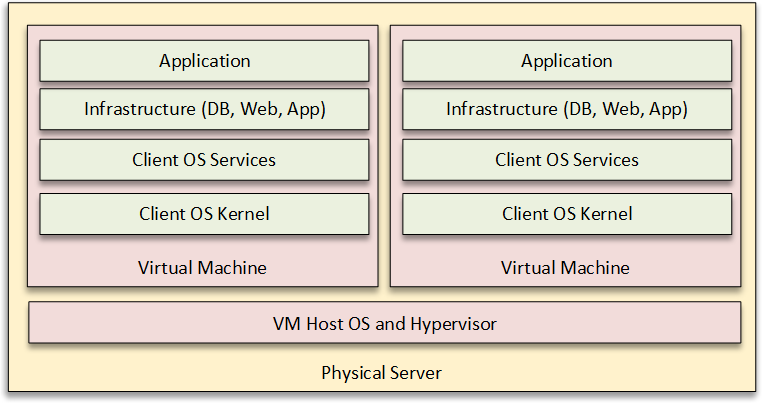 Application
Infrastructure (DB, Web, App)
Client OS Services
Client OS Kernel
Virtual Machine
Application
Infrastructure (DB, Web, App)
Client OS Services
Client OS Kernel
Virtual Machine
VM Host OS and Hypervisor
Physical Server